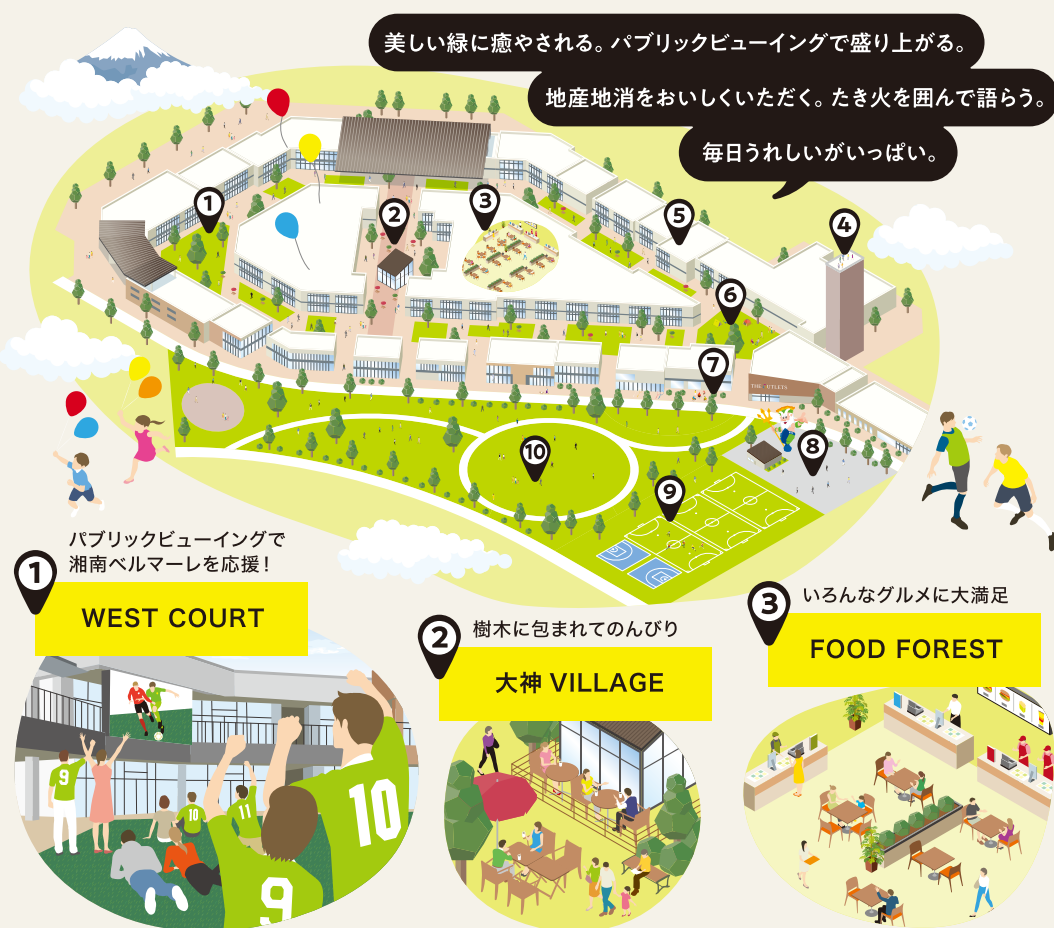 美しい緑に癒やされる。パブリックビューイングで盛り上がる。
地産地消をおいしくいただく。たき火を囲んで語らう。
毎日うれしいがいっぱい。
1
2
3
4
5
6
7
8
9
10
THE OUTLETS
1
パブリックビューイングで
湘南ベルマーレを応援!
WEST COURT
2
樹木に包まれてのんびり
大神 VILLAGE
3
いろんなグルメに大満足
FOOD FOREST
9
10
11
10
9